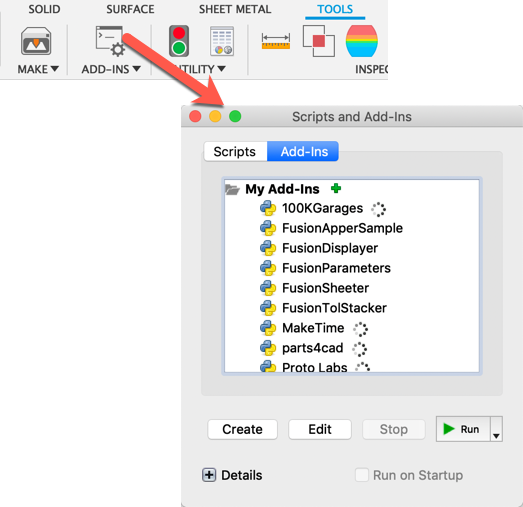 SOLID SURFACE SHEET METAL TOOLS
MAKE ADD-INS UTILITY INSPEC
Scripts and Add-Ins
Scripts Add-Ins
My Add-Ins
100KGarages
FusionApperSample
FusionDisplayer
FusionParameters
FusionSheeter
FusionTolStacker
MakeTime
parts4cad
Proto Labs
Create Edit Stop Run
Details Run on Startup